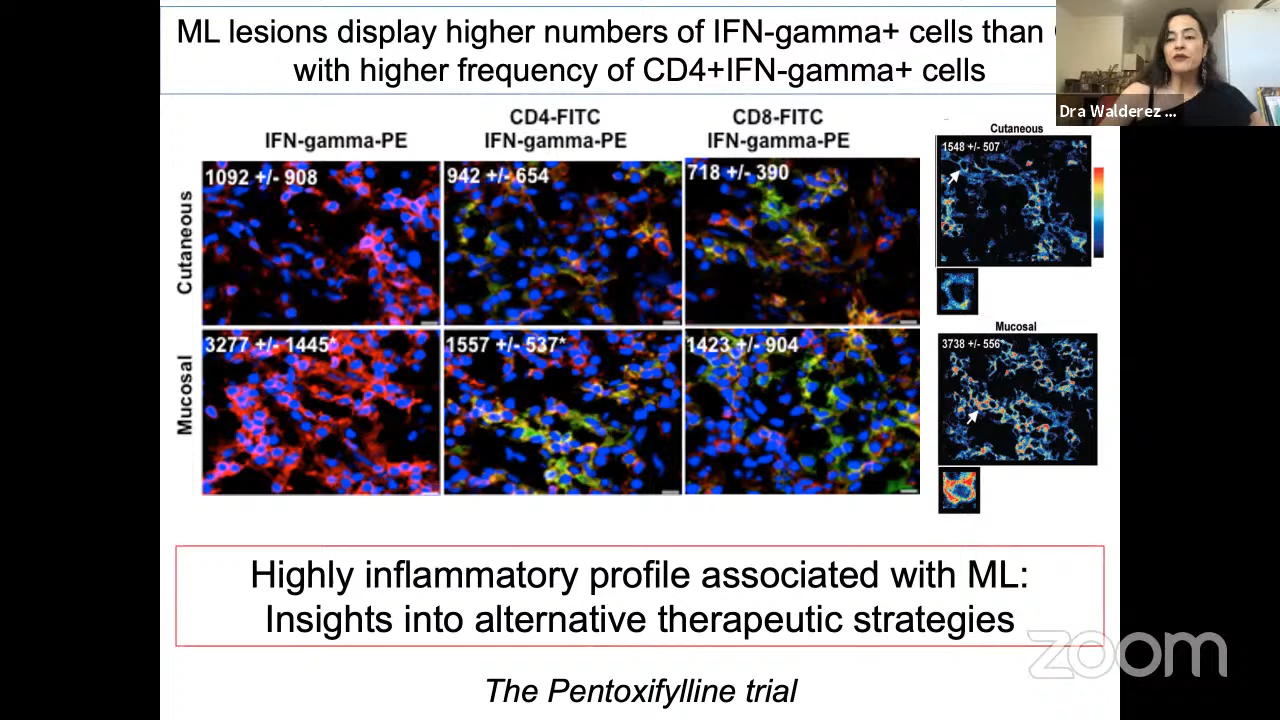 ML lesions display higher numbers of IFN-gamma+ cells than
with higher frequency of CD4+IFN-gamma+ cells
Dra Walderez ...
IFN-gamma-PE
CD4-FITC
IFN-gamma-PE
CD8-FITC
IFN-gamma-PE
Cutaneous
1548 +/- 507
Cutaneous
1092 +/- 908
942 +/- 654
718 +/- 390
Mucosal
3738 +/- 556*
Mucosal
3277 +/- 1445*
1557 +/- 537*
1423 +/- 904
Highly inflammatory profile associated with ML:
Insights into alternative therapeutic strategies
zoom
The Pentoxifylline trial